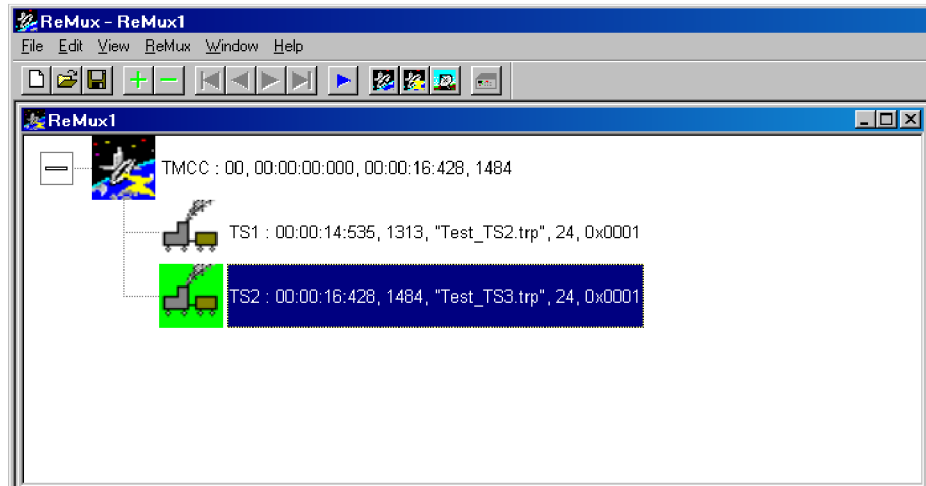 ReMux - ReMux1
File Edit View ReMux Window Help
ReMux1
TMCC : 00, 00:00:00:000, 00:00:16:428, 1484
TS1 : 00:00:14:535, 1313, "Test_TS2.trp", 24, 0x0001
TS2 : 00:00:16:428, 1484, "Test_TS3.trp", 24, 0x0001